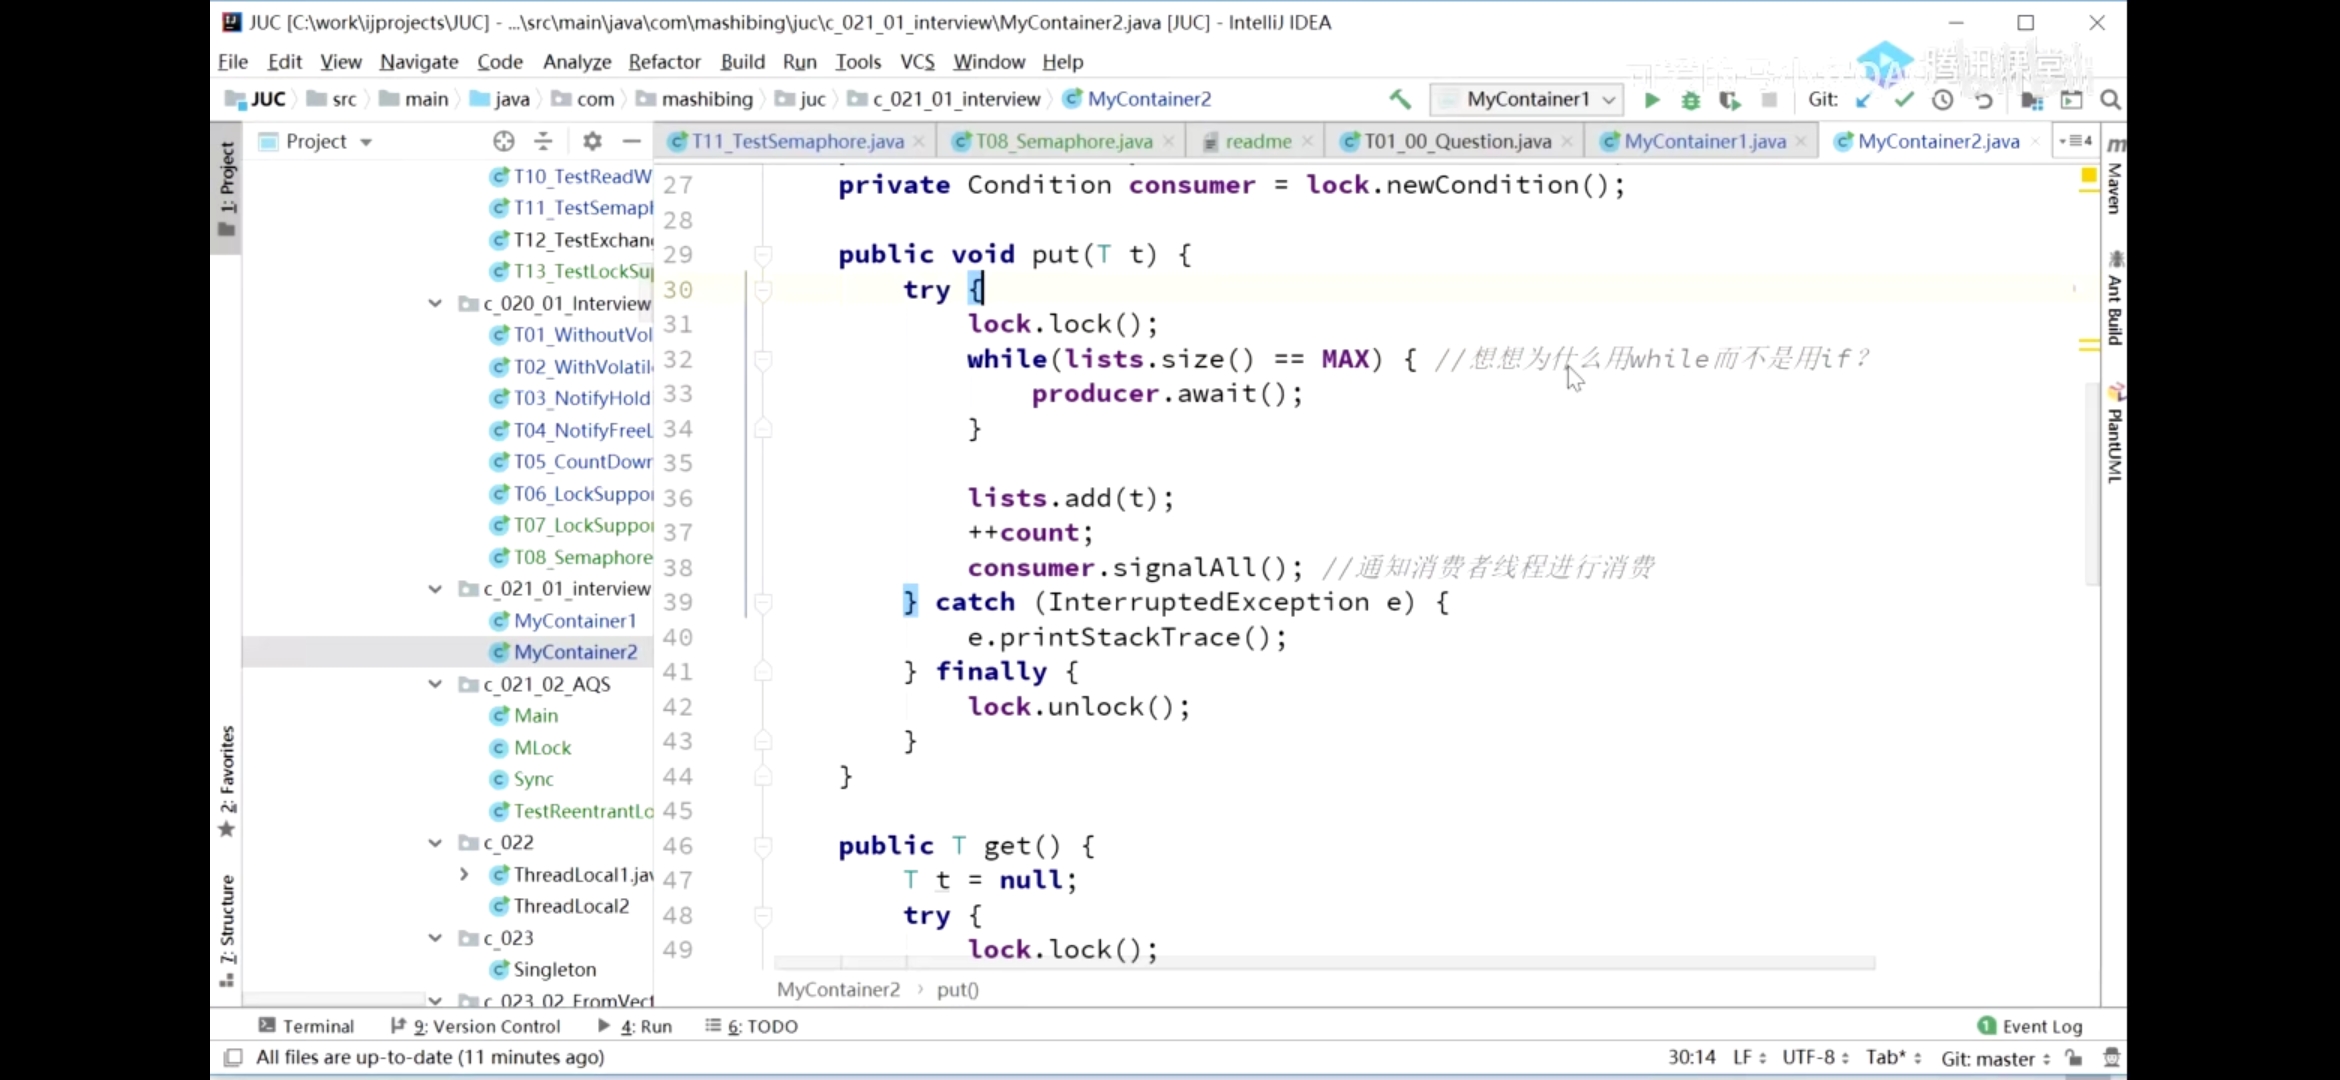 JUC [C:\work\ijprojects\JUC] - ...\src\main\java\com\mashibing\juc\c_021_01_interview\MyContainer2.java [JUC] - IntelliJ IDEA
File Edit View Navigate Code Analyze Refactor Build Run Tools VCS Window Help
腾讯课堂
JUC src main java com mashibing juc c_021_01_interview MyContainer2 MyContainer1 Git:
1: Project
Project
T11_TestSemaphore.java T08_Semaphore.java readme T01_00_Question.java MyContainer1.java MyContainer2.java 4
T10_TestReadW
T11_TestSemaph
T12_TestExchan
T13_TestLockSu
c_020_01_Interview
T01_WithoutVol
T02_WithVolatil
T03_NotifyHold
T04_NotifyFreeL
T05_CountDown
T06_LockSuppor
T07_LockSuppor
T08_Semaphore
c_021_01_interview
MyContainer1
MyContainer2
c_021_02_AQS
Main
MLock
Sync
TestReentrantLo
c_022
ThreadLocal1.jav
ThreadLocal2
c_023
Singleton
c_023_02_FromVect
2: Favorites
7: Structure
27 private Condition consumer = lock.newCondition();
28
29 public void put(T t) {
30 try {
31 lock.lock();
32 while(lists.size() == MAX) { //想想为什么用while而不是用if？
33 producer.await();
34 }
35
36 lists.add(t);
37 ++count;
38 consumer.signalAll(); //通知消费者线程进行消费
39 } catch (InterruptedException e) {
40 e.printStackTrace();
41 } finally {
42 lock.unlock();
43 }
44 }
45
46 public T get() {
47 T t = null;
48 try {
49 lock.lock();
MyContainer2 › put()
m Maven
Ant Build
PlantUML
Terminal 9: Version Control 4: Run 6: TODO 1 Event Log
All files are up-to-date (11 minutes ago) 30:14 LF UTF-8 Tab* Git: master